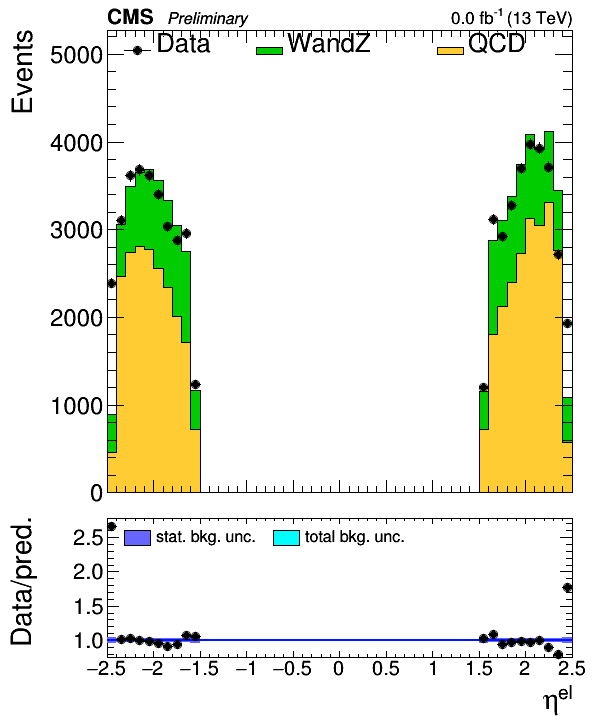 CMS Preliminary 0.0 fb⁻¹ (13 TeV)
Events
Data WandZ QCD
5000
4000
3000
2000
1000
0
Data/pred.
stat. bkg. unc. total bkg. unc.
2.5
2.0
1.5
1.0
−2.5 −2 −1.5 −1 −0.5 0 0.5 1 1.5 2 2.5
η^el